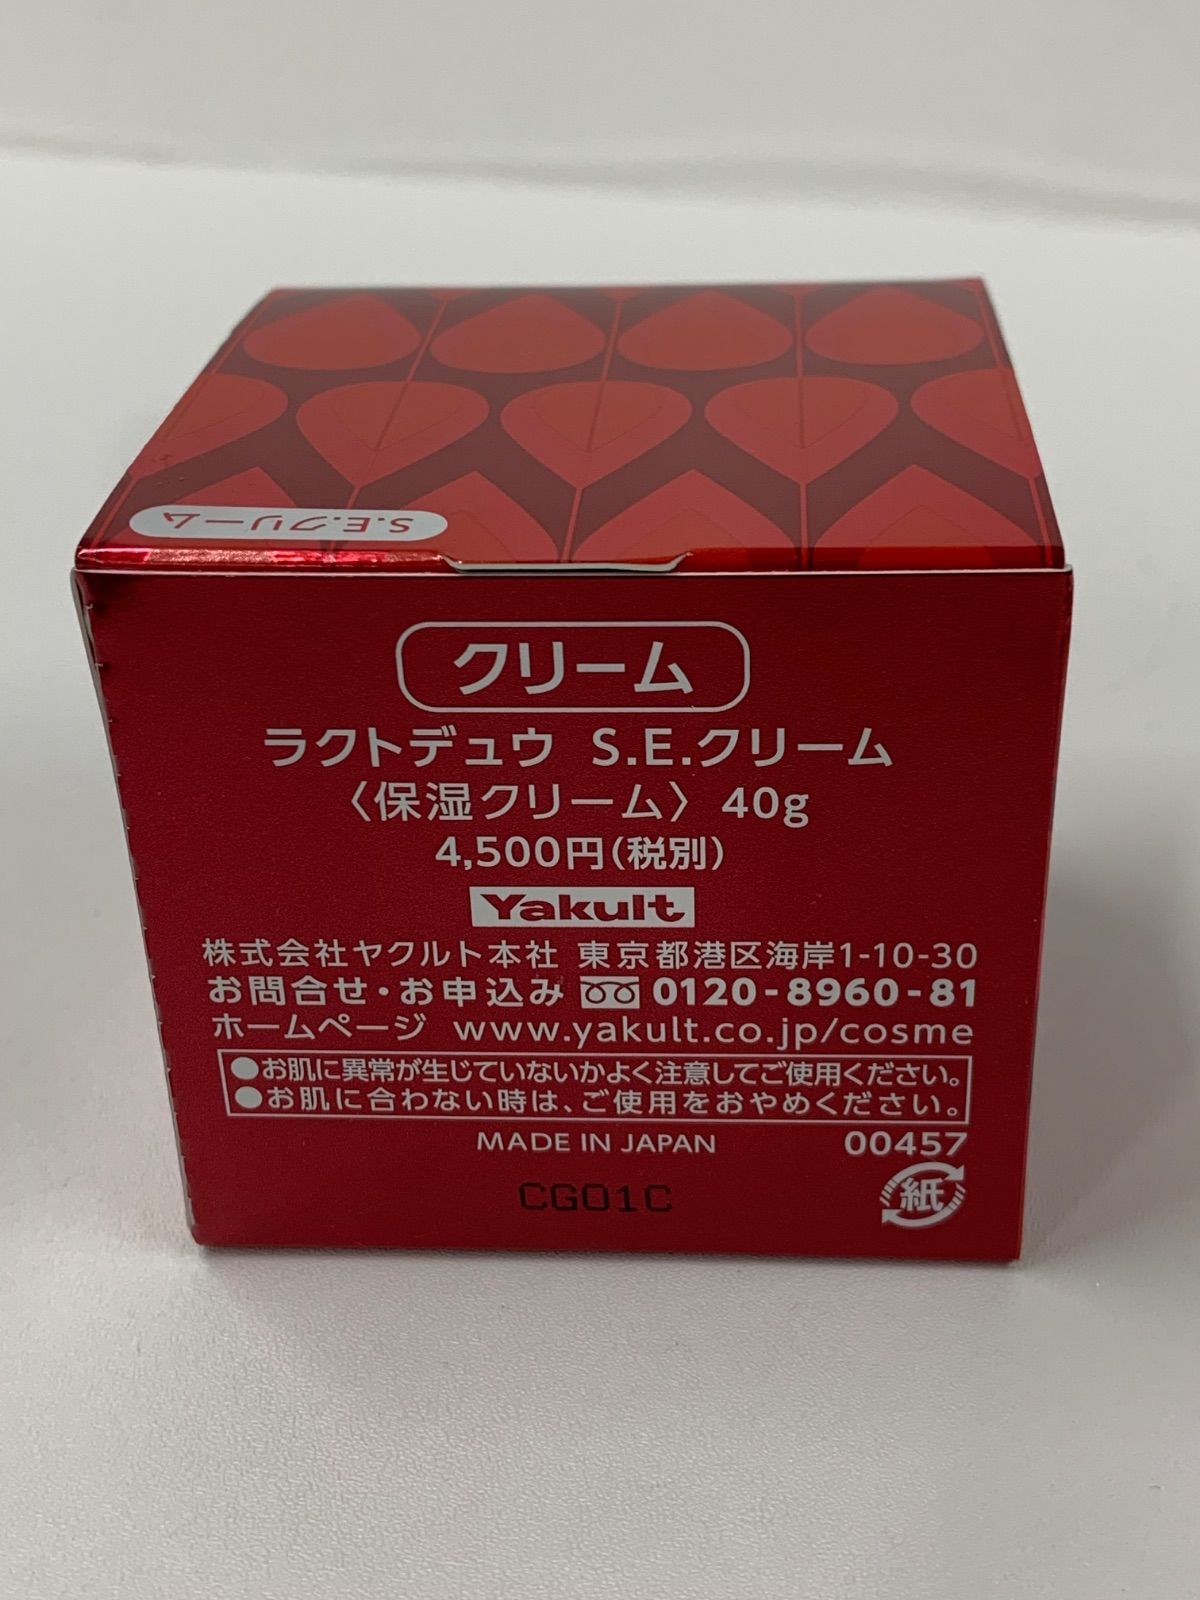 S.E.クリーム
クリーム
ラクトデュウ S.E.クリーム
〈保湿クリーム〉 40g
4,500円(税別)
Yakult
株式会社ヤクルト本社 東京都港区海岸1-10-30
お問合せ・お申込み 0120-8960-81
ホームページ www.yakult.co.jp/cosme
●お肌に異常が生じていないかよく注意してご使用ください。
●お肌に合わない時は、ご使用をおやめください。
MADE IN JAPAN 00457
CG01C 紙